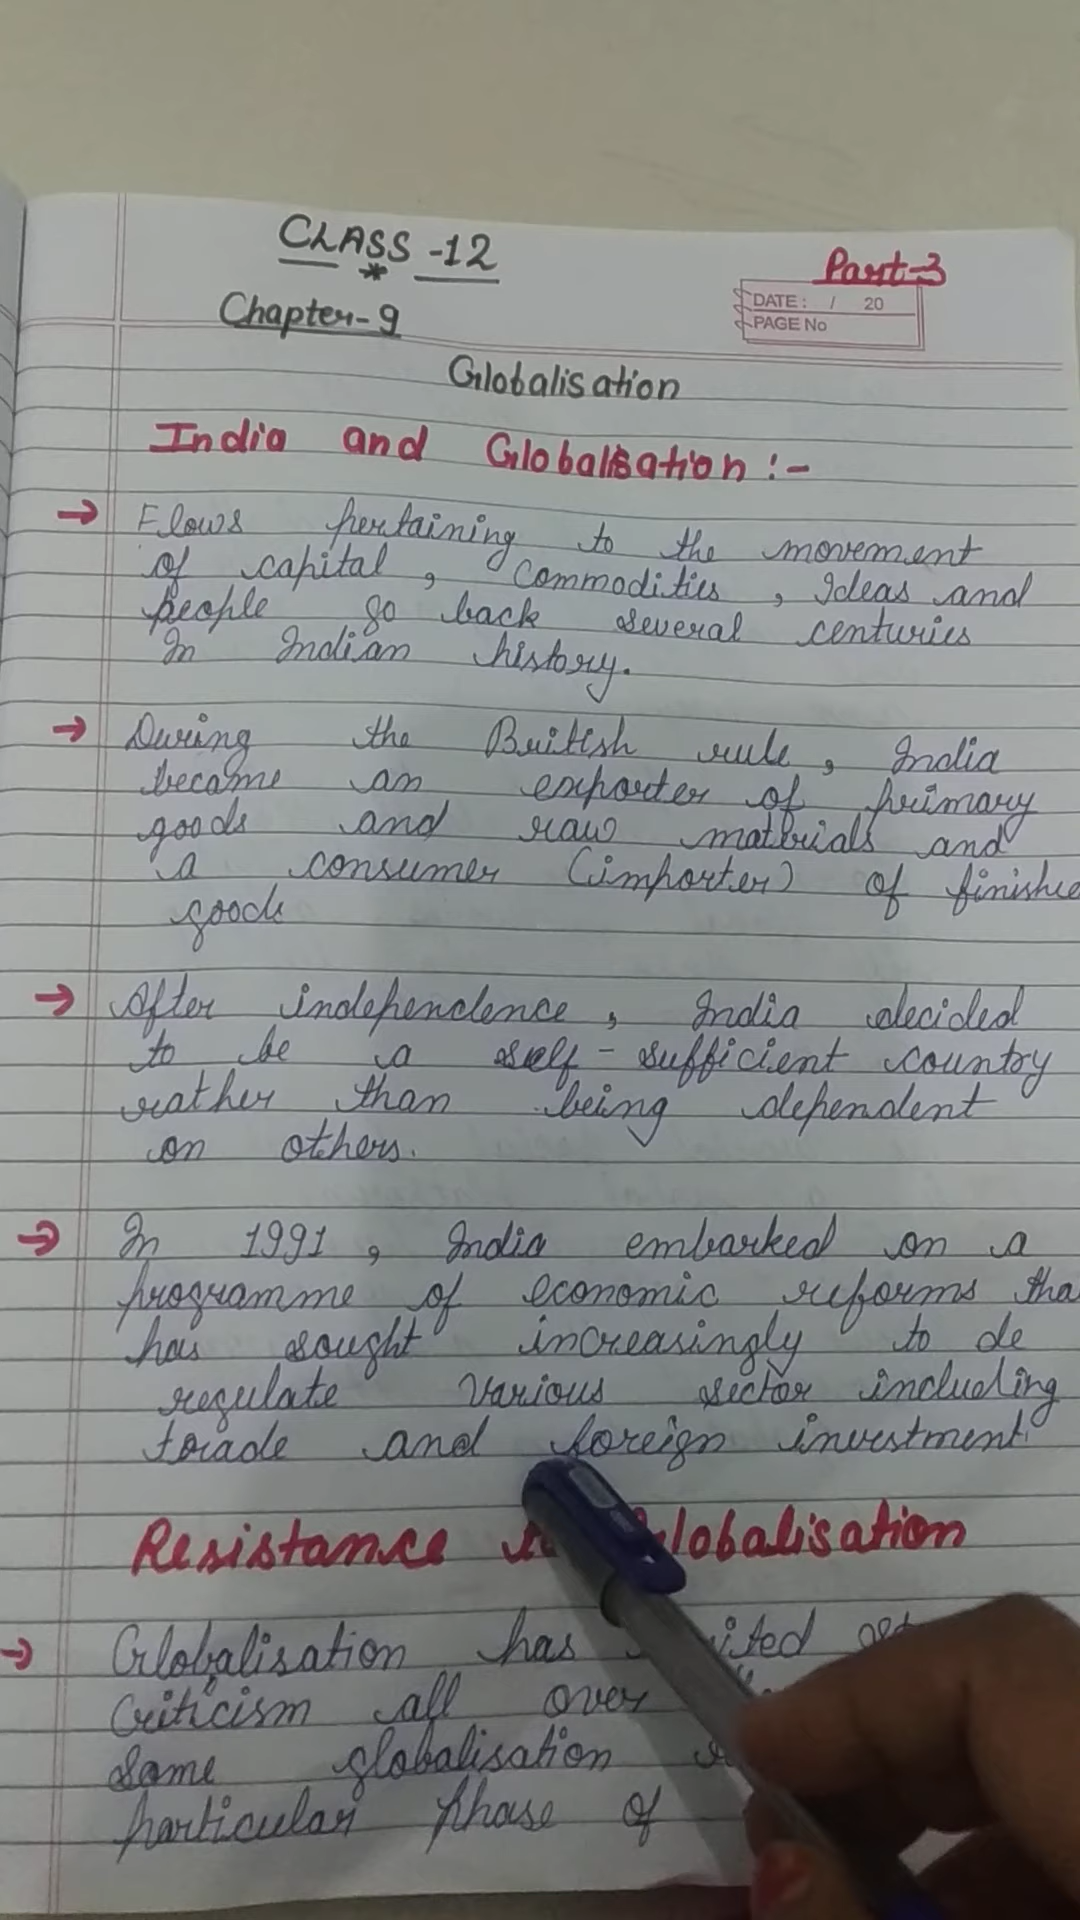 CLASS -12
Part-3
DATE: / 20
PAGE No
Chapter-9
Globalisation
India and Globalisation :-
→ Flows pertaining to the movement
of capital, commodities, Ideas and
people go back several centuries
In Indian history.
→ During the British rule, India
became an exporter of primary
goods and raw materials and
a consumer (importer) of finishe
goods
→ After independence, India decided
to be a self-sufficient country
rather than being dependent
on others.
→ In 1991, India embarked on a
programme of economic reforms tha
has sought increasingly to de
regulate various sector including
trade and foreign investment.
Resistance Globalisation
→ Globalisation has
Criticism all over
Same globalisation
particular phase of